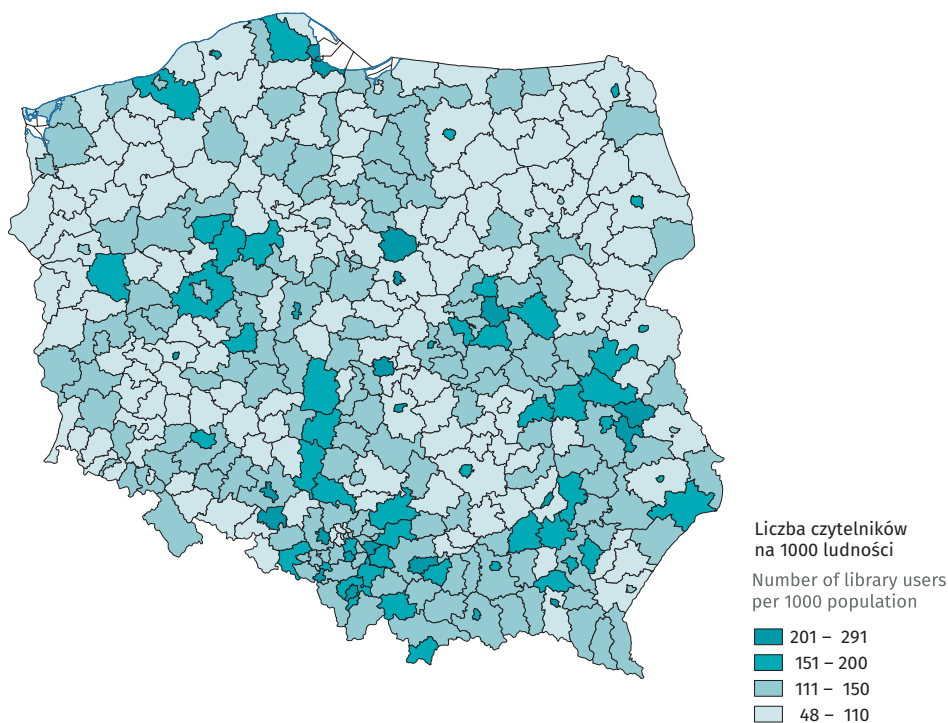 Liczba czytelników
na 1000 ludności
Number of library users
per 1000 population
201 – 291
151 – 200
111 – 150
48 – 110